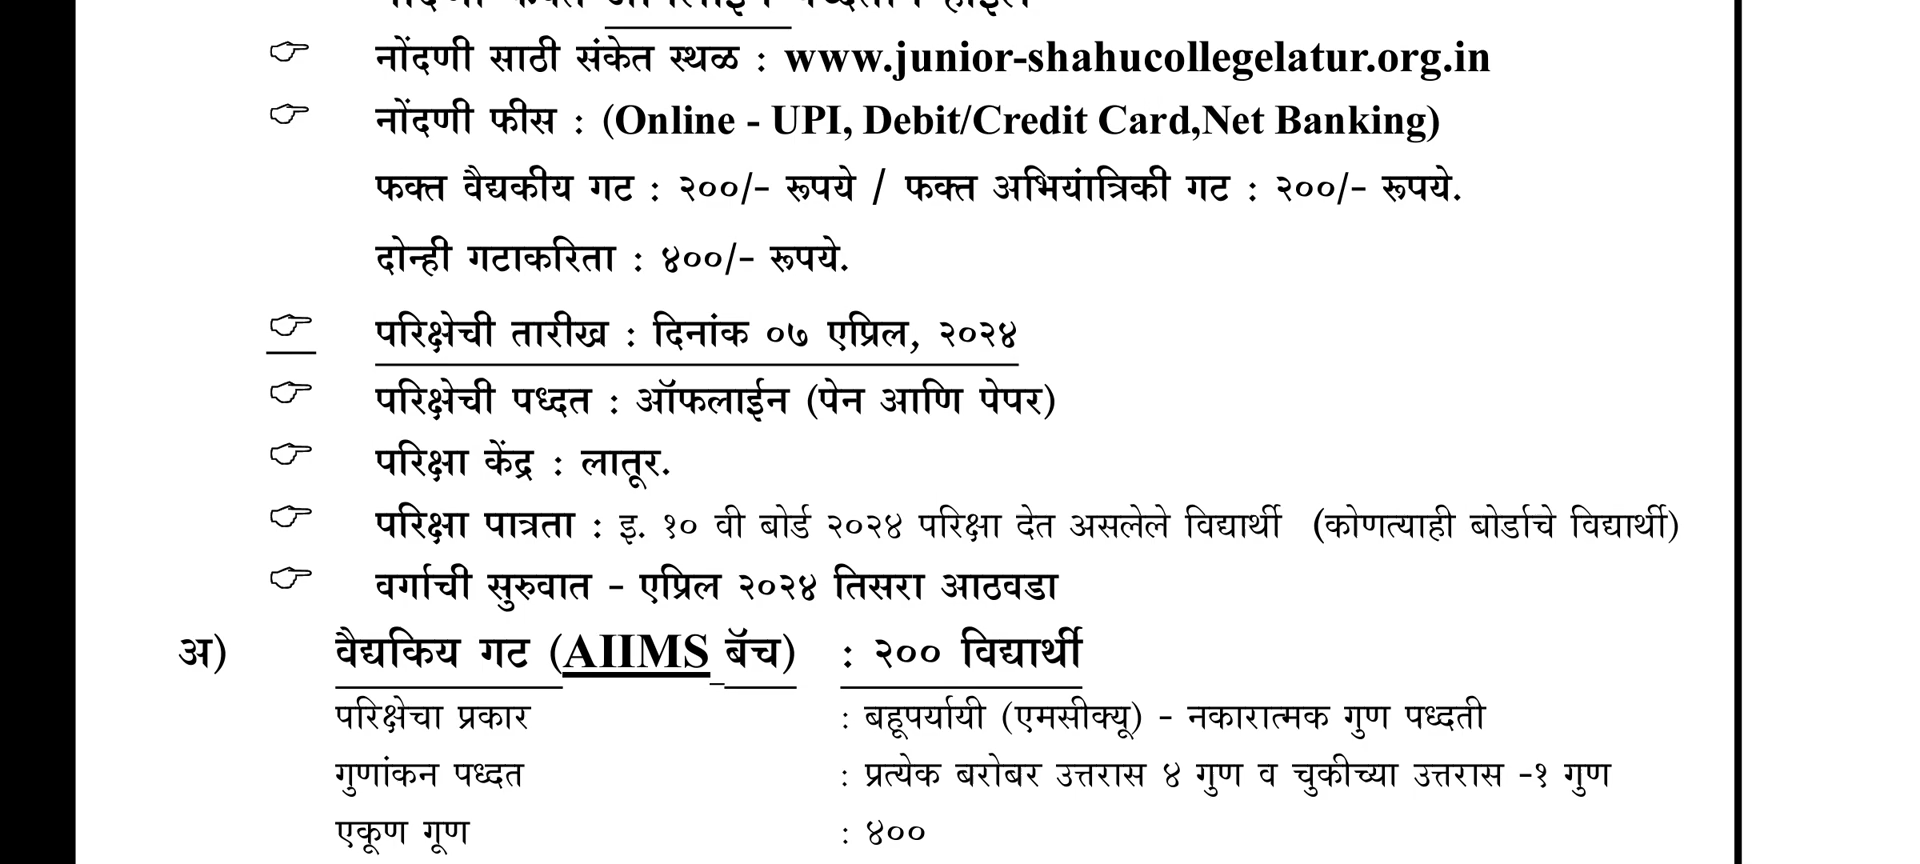 नोंदणी साठी संकेत स्थळ : www.junior-shahucollegelatur.org.in
नोंदणी फीस : (Online - UPI, Debit/Credit Card,Net Banking)
फक्त वैद्यकीय गट : २००/- रूपये / फक्त अभियांत्रिकी गट : २००/- रूपये.
दोन्ही गटाकरिता : ४००/- रूपये.
परिक्षेची तारीख : दिनांक ०७ एप्रिल, २०२४
परिक्षेची पध्दत : ऑफलाईन (पेन आणि पेपर)
परिक्षा केंद्र : लातूर.
परिक्षा पात्रता : इ. १० वी बोर्ड २०२४ परिक्षा देत असलेले विद्यार्थी (कोणत्याही बोर्डाचे विद्यार्थी)
वर्गाची सुरुवात - एप्रिल २०२४ तिसरा आठवडा
अ) वैद्यकिय गट (AIIMS बॅच) : २०० विद्यार्थी
परिक्षेचा प्रकार : बहूपर्यायी (एमसीक्यू) - नकारात्मक गुण पध्दती
गुणांकन पध्दत : प्रत्येक बरोबर उत्तरास ४ गुण व चुकीच्या उत्तरास -१ गुण
एकूण गूण : ४००